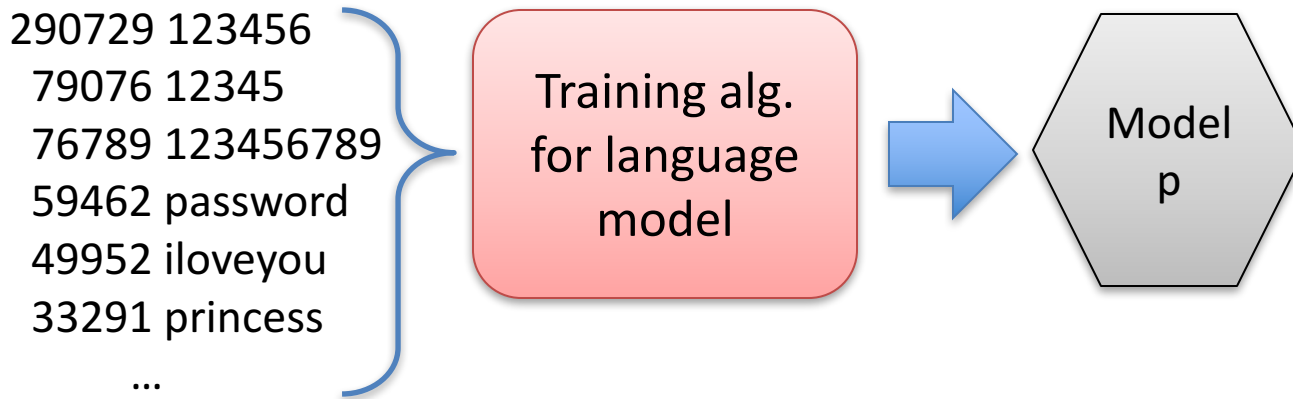 290729 123456
79076 12345
76789 123456789
59462 password
49952 iloveyou
33291 princess
...
Training alg.
for language
model
Model
p